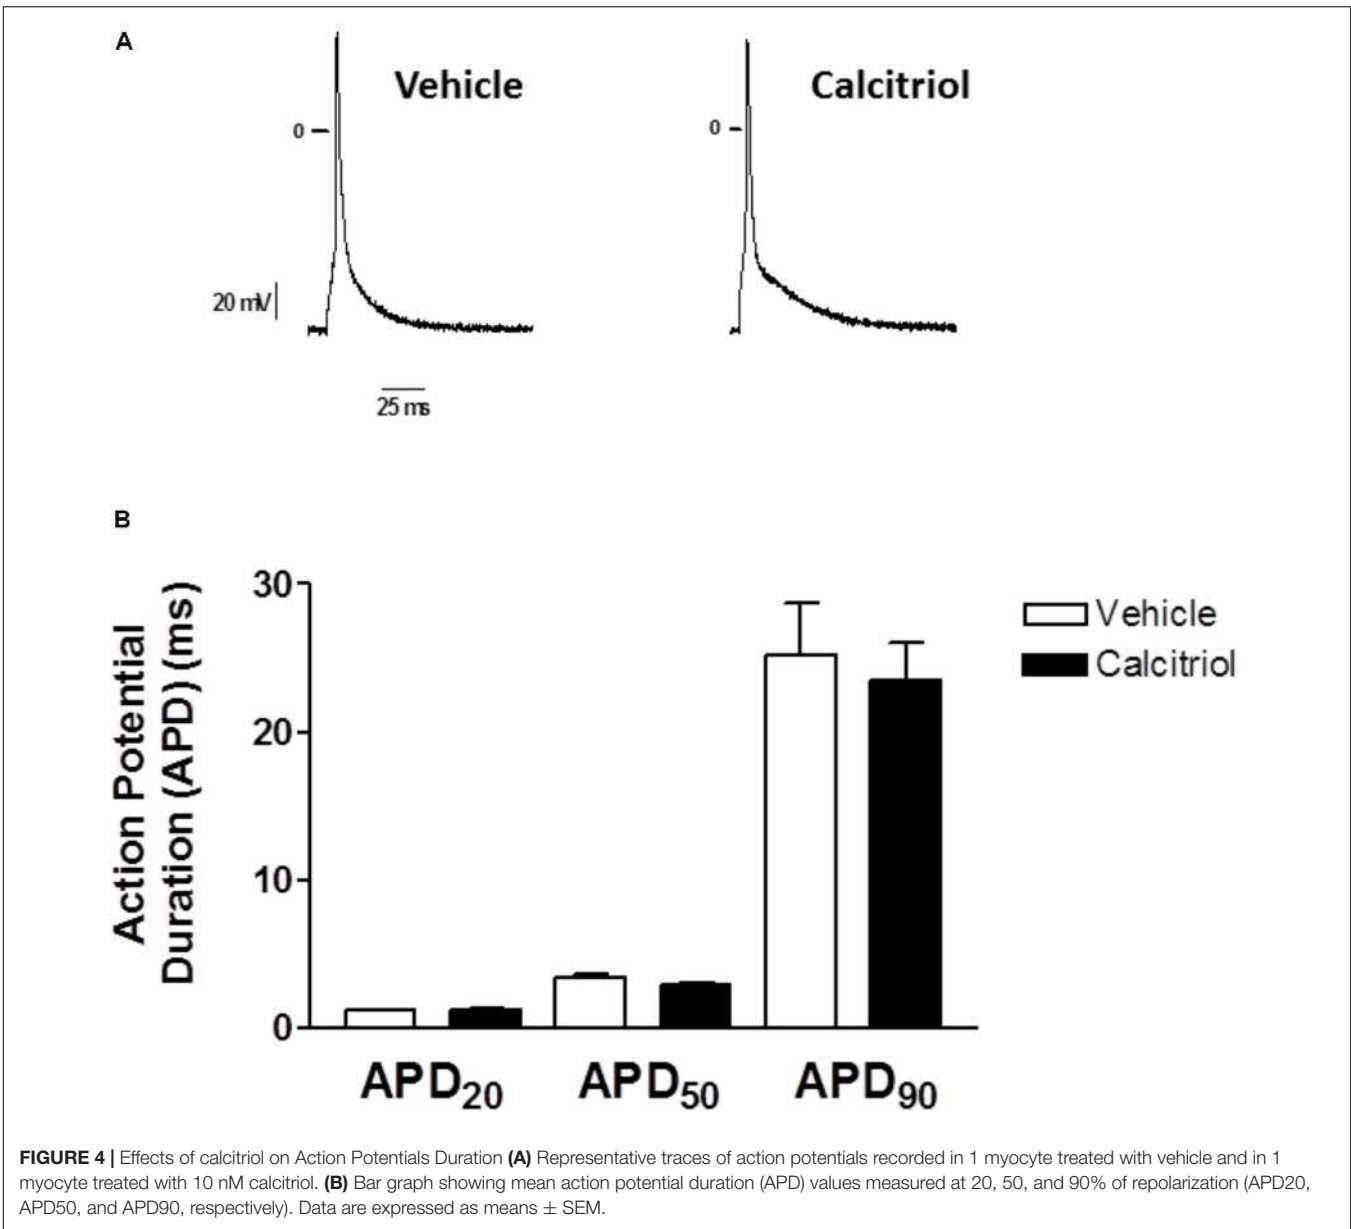 A
Vehicle
Calcitriol
0
0
20 mV
25 ms
B
Action Potential
Duration (APD) (ms)
30
20
10
0
Vehicle
Calcitriol
APD20
APD50
APD90
FIGURE 4 | Effects of calcitriol on Action Potentials Duration (A) Representative traces of action potentials recorded in 1 myocyte treated with vehicle and in 1
myocyte treated with 10 nM calcitriol. (B) Bar graph showing mean action potential duration (APD) values measured at 20, 50, and 90% of repolarization (APD20,
APD50, and APD90, respectively). Data are expressed as means ± SEM.